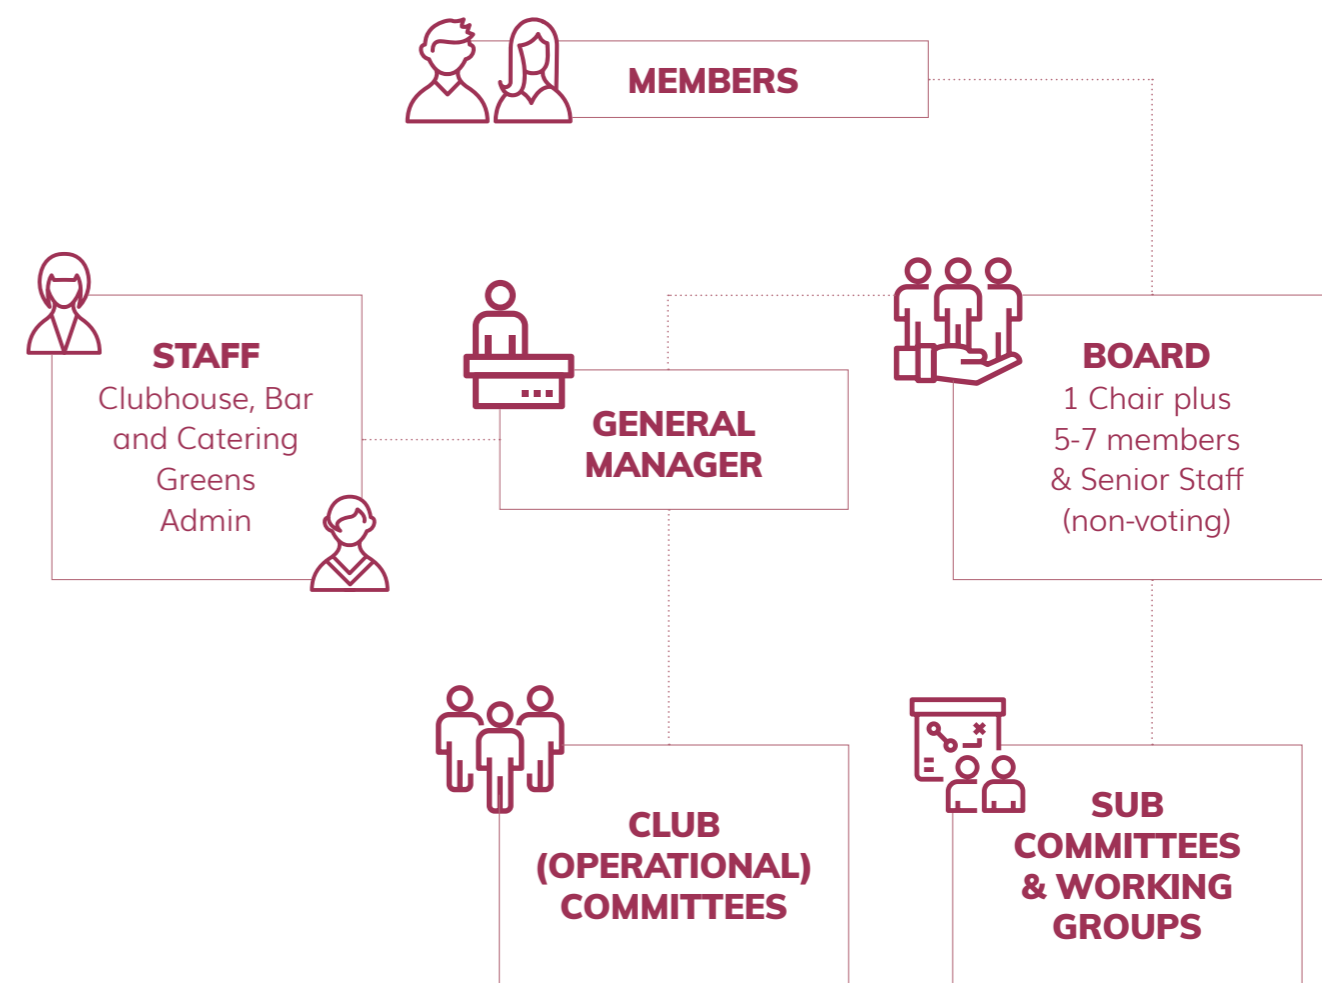 MEMBERS
STAFF
Clubhouse, Bar
and Catering
Greens
Admin
GENERAL
MANAGER
BOARD
1 Chair plus
5-7 members
& Senior Staff
(non-voting)
CLUB
(OPERATIONAL)
COMMITTEES
SUB
COMMITTEES
& WORKING
GROUPS